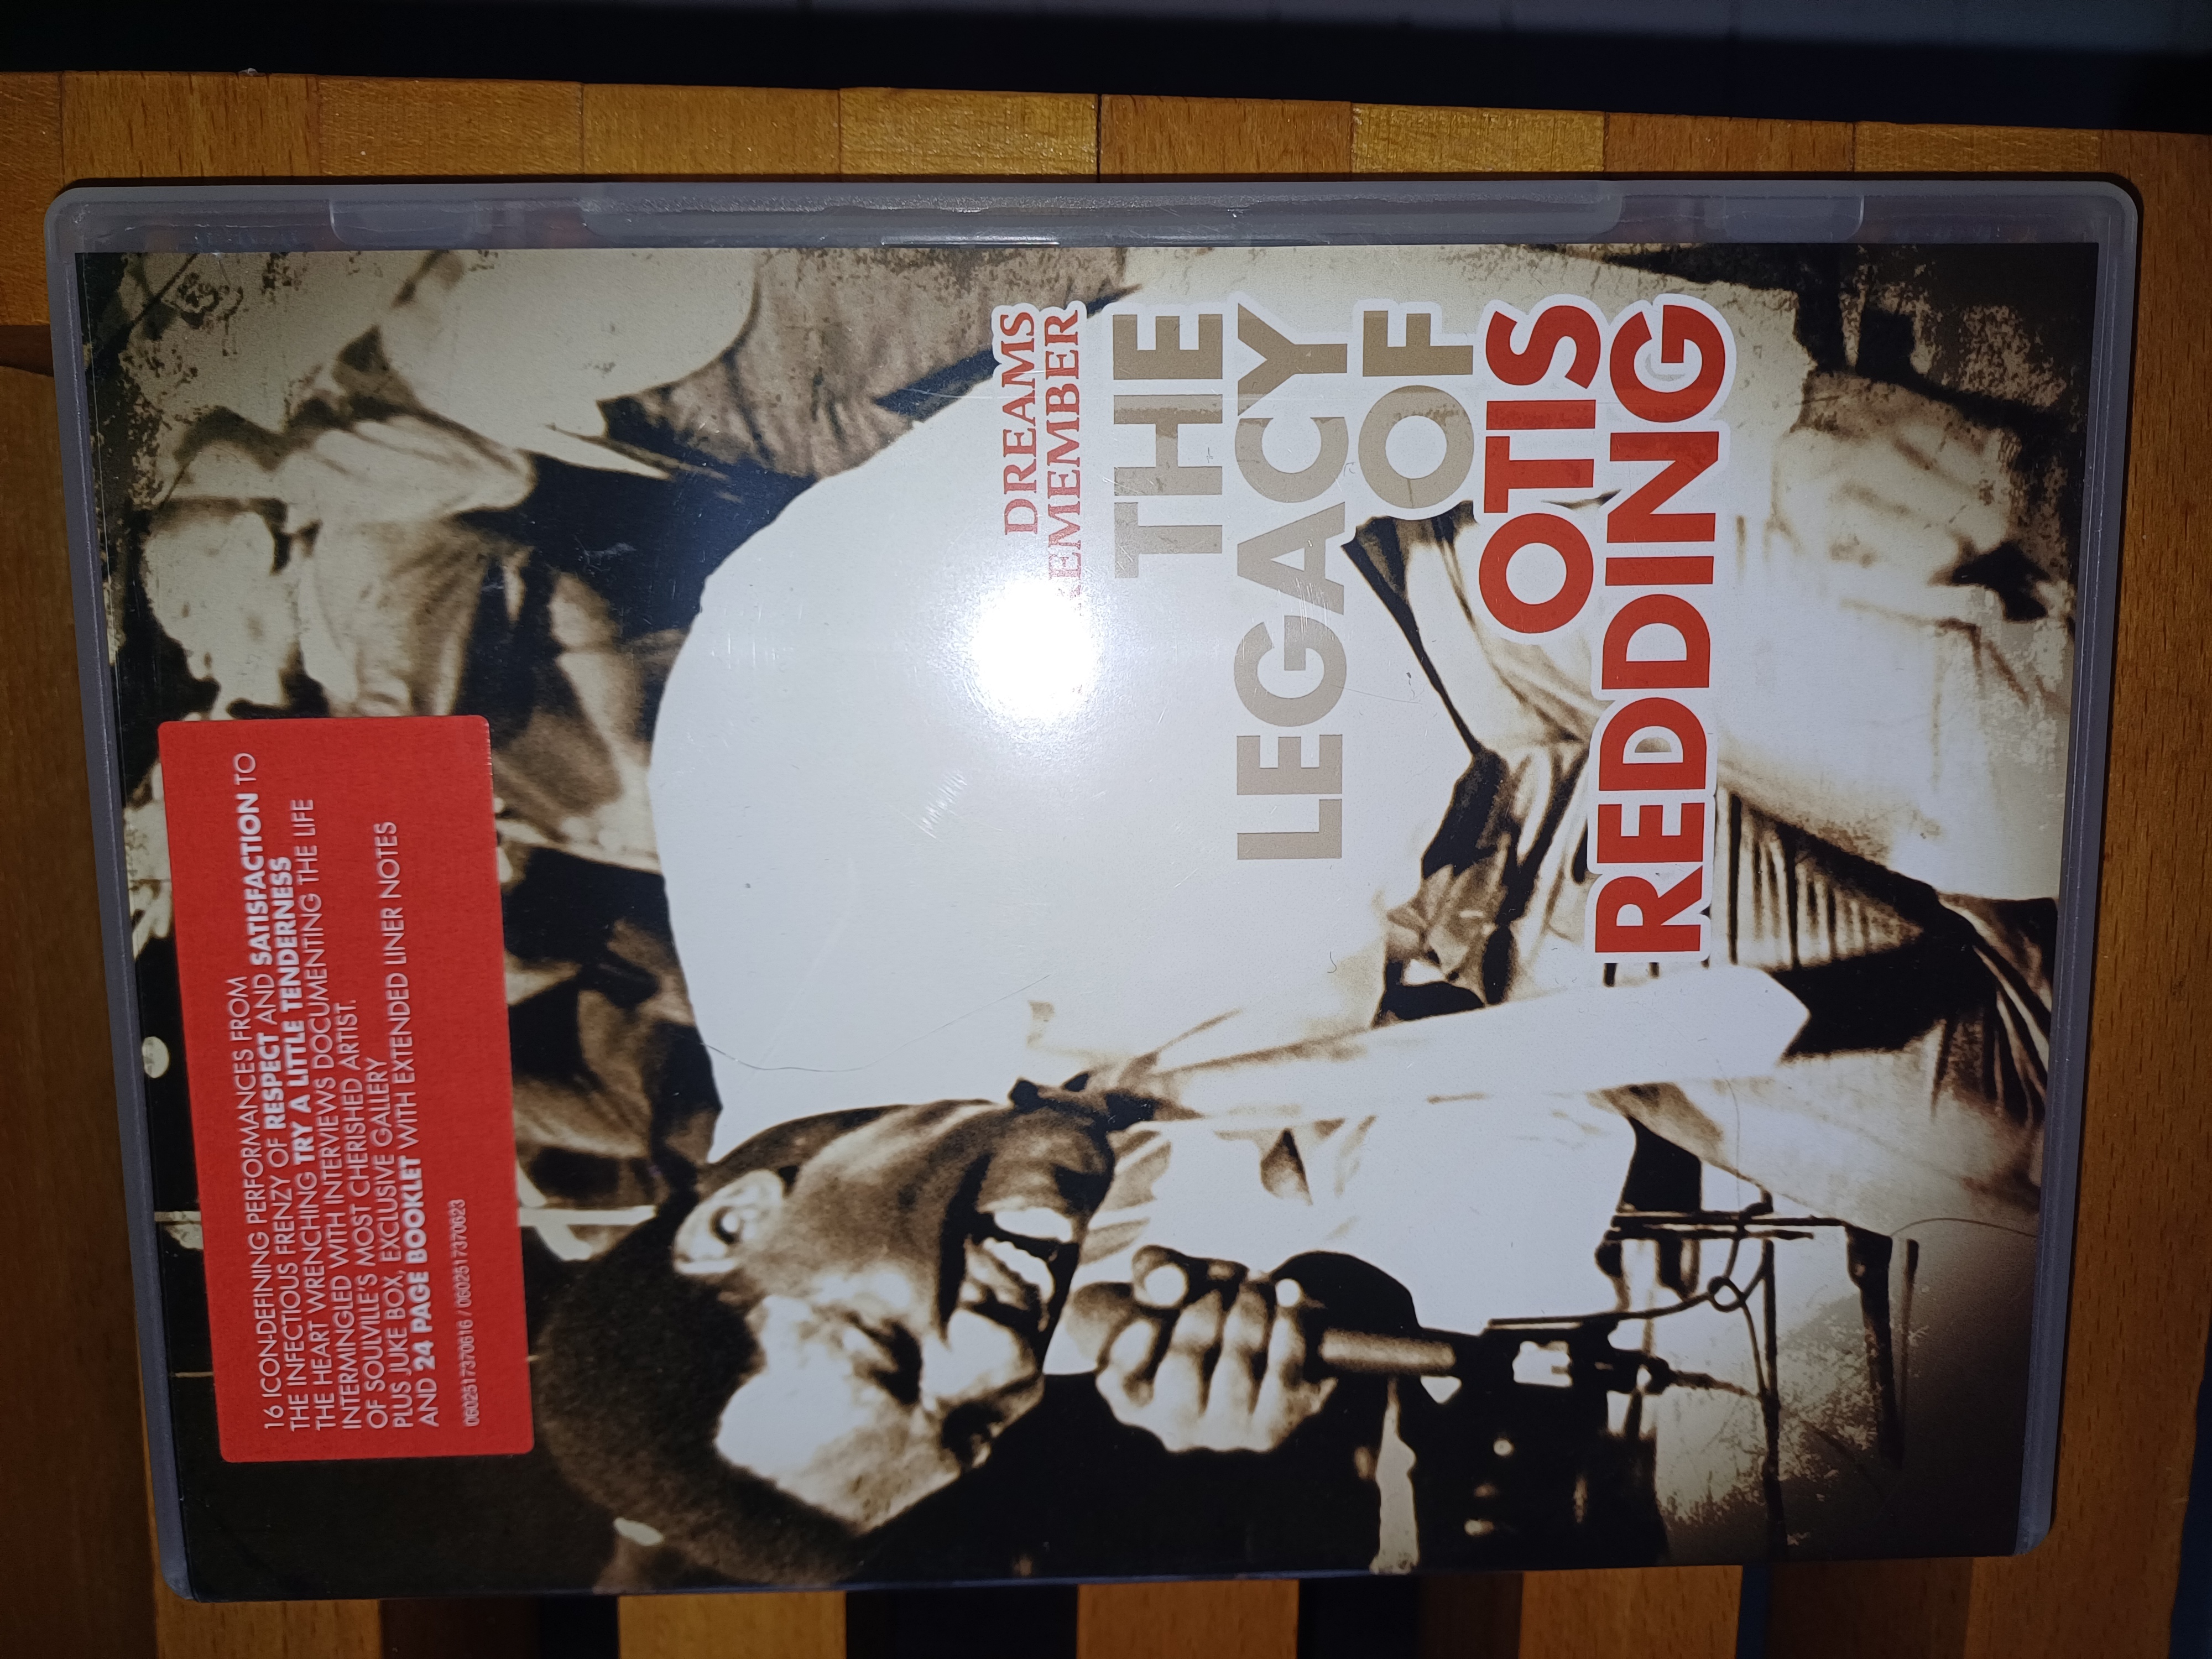 16 ICON-DEFINING PERFORMANCES FROM
THE INFECTIOUS FRENZY OF RESPECT AND SATISFACTION TO
THE HEART WRENCHING TRY A LITTLE TENDERNESS
INTERMINGLED WITH INTERVIEWS DOCUMENTING THE LIFE
OF SOULVILLE'S MOST CHERISHED ARTIST.
PLUS JUKE BOX, EXCLUSIVE GALLERY
AND 24 PAGE BOOKLET WITH EXTENDED LINER NOTES
0602517370616 / 0602517370623
DREAMS
REMEMBER
THE
LEGACY
OF
OTIS
REDDING